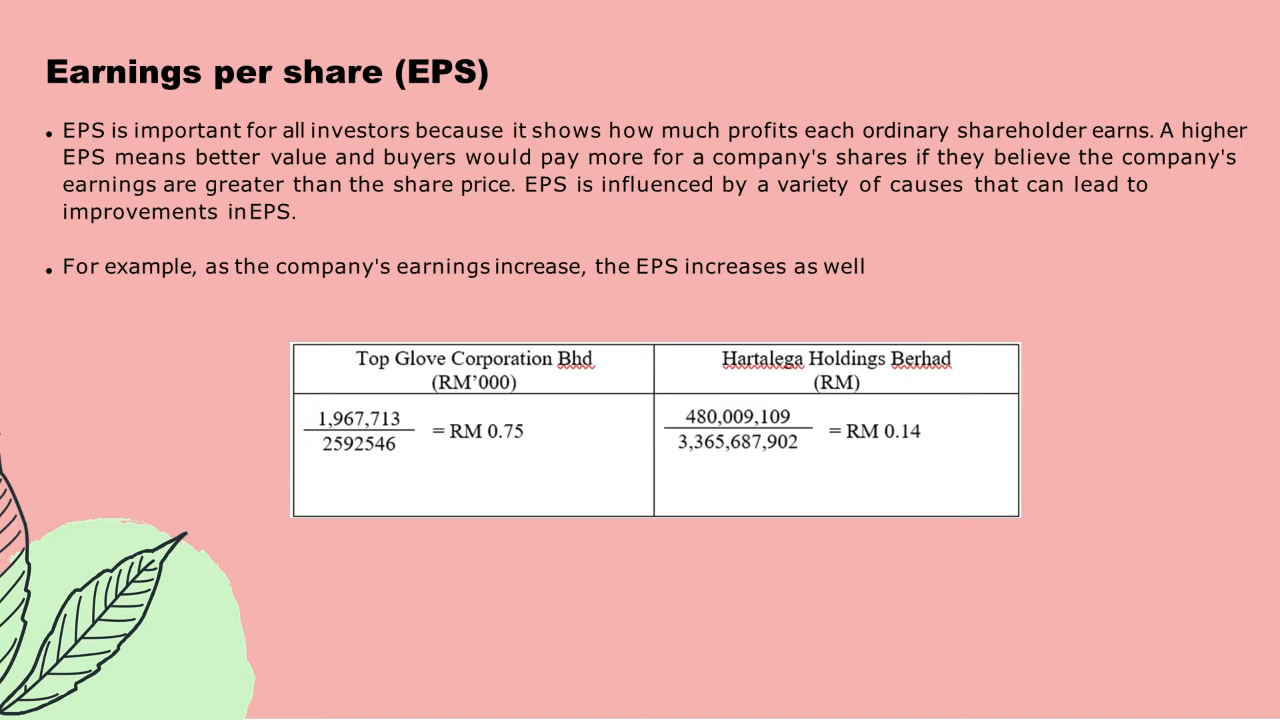 Earnings per share (EPS)
• EPS is important for all investors because it shows how much profits each ordinary shareholder earns. A higher
EPS means better value and buyers would pay more for a company's shares if they believe the company's
earnings are greater than the share price. EPS is influenced by a variety of causes that can lead to
improvements inEPS.
• For example, as the company's earnings increase, the EPS increases as well
Top Glove Corporation Bhd
(RM’000)
Hartalega Holdings Berhad
(RM)
1,967,713
2592546
= RM 0.75
480,009,109
3,365,687,902
= RM 0.14